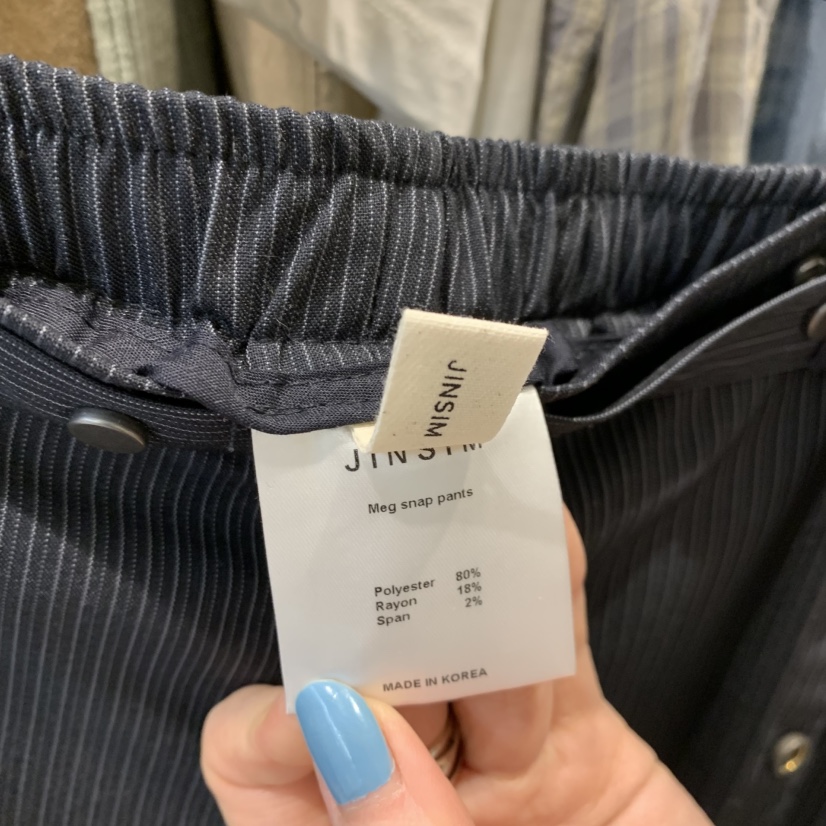 JINSIM
JINSIM
Meg snap pants
Polyester 80%
Rayon 18%
Span 2%
MADE IN KOREA